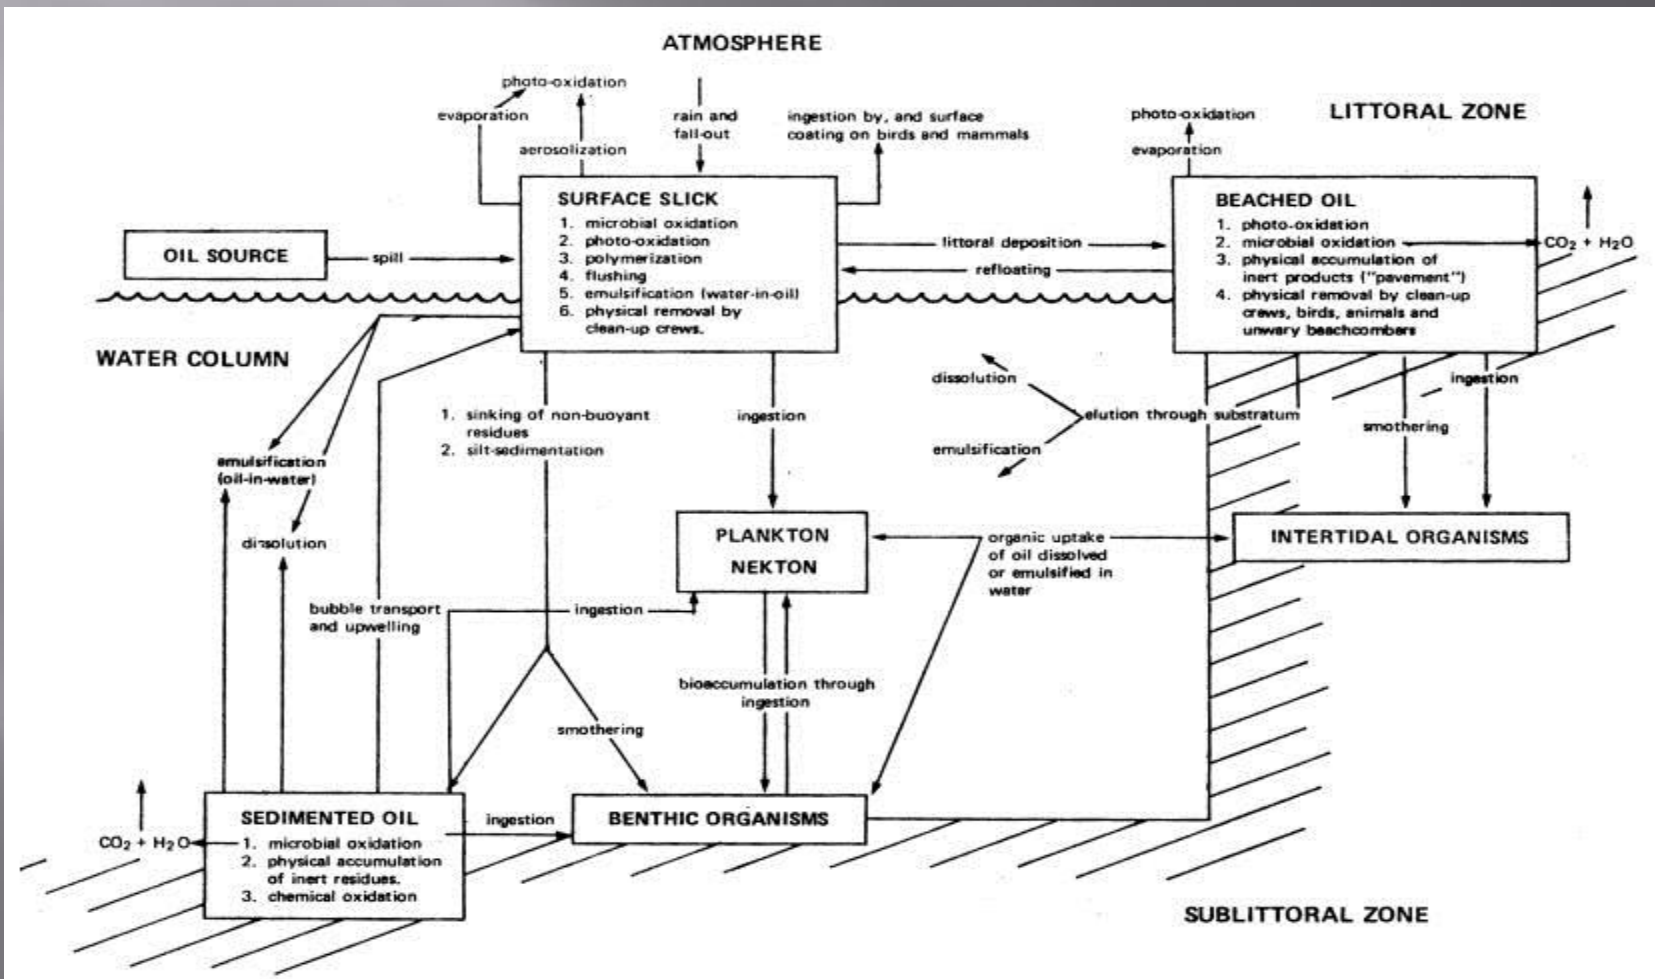 ATMOSPHERE
photo-oxidation
evaporation
aerosolization
rain and
fall-out
ingestion by, and surface
coating on birds and mammals
photo-oxidation
evaporation
LITTORAL ZONE
OIL SOURCE
spill
SURFACE SLICK
1. microbial oxidation
2. photo-oxidation
3. polymerization
4. flushing
5. emulsification (water-in-oil)
6. physical removal by
clean-up crews.
littoral deposition
refloating
BEACHED OIL
1. photo-oxidation
2. microbial oxidation
3. physical accumulation of
inert products ("pavement")
4. physical removal by clean-up
crews, birds, animals and
unwary beachcombers
CO2 + H2O
WATER COLUMN
emulsification
(oil-in-water)
dissolution
1. sinking of non-buoyant
residues
2. silt-sedimentation
ingestion
dissolution
elution through substratum
emulsification
smothering
ingestion
PLANKTON
NEKTON
organic uptake
of oil dissolved
or emulsified in
water
INTERTIDAL ORGANISMS
bubble transport
and upwelling
ingestion
bioaccumulation through
ingestion
smothering
CO2 + H2O
SEDIMENTED OIL
1. microbial oxidation
2. physical accumulation
of inert residues.
3. chemical oxidation
ingestion
BENTHIC ORGANISMS
SUBLITTORAL ZONE